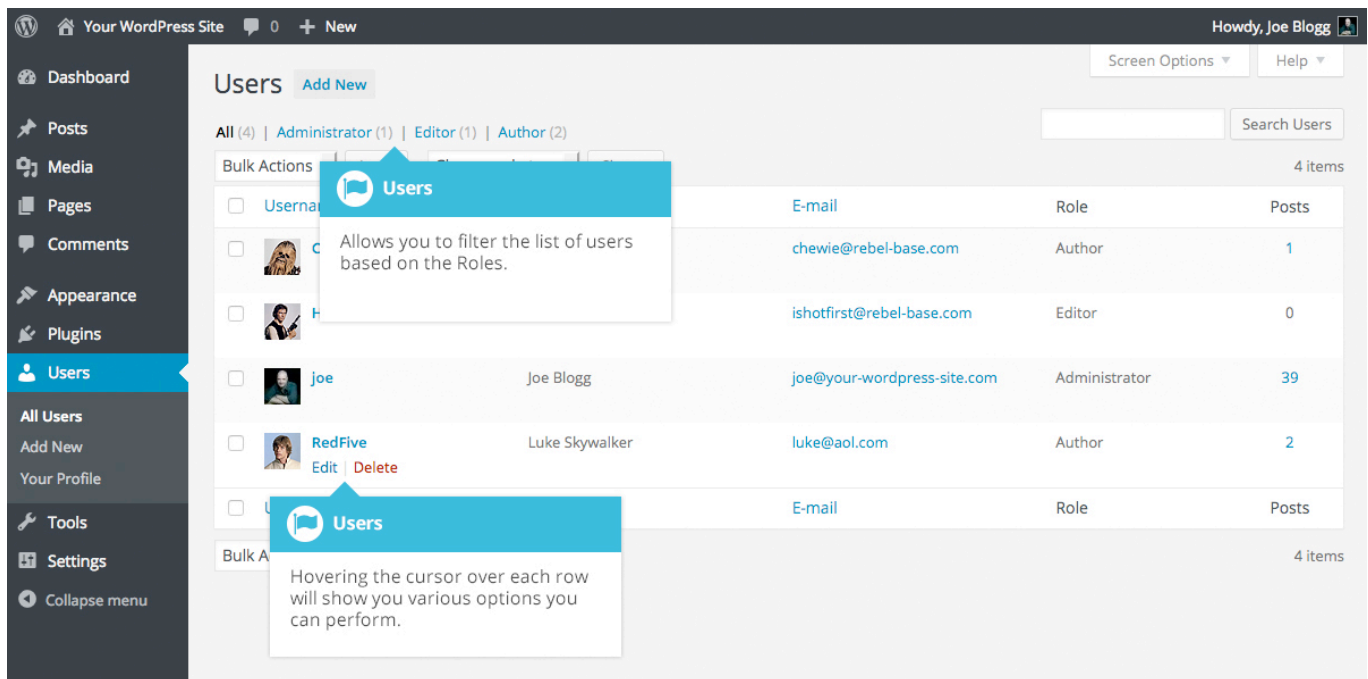 Your WordPress Site 0 + New Howdy, Joe Blogg
Screen Options Help
Dashboard
Posts
Media
Pages
Comments
Appearance
Plugins
Users
All Users
Add New
Your Profile
Tools
Settings
Collapse menu
Users Add New
All (4) | Administrator (1) | Editor (1) | Author (2)
Search Users
Bulk Actions
4 items
E-mail Role Posts
Users
Allows you to filter the list of users
based on the Roles.
chewie@rebel-base.com Author 1
ishotfirst@rebel-base.com Editor 0
joe Joe Blogg joe@your-wordpress-site.com Administrator 39
RedFive Luke Skywalker luke@aol.com Author 2
Edit | Delete
E-mail Role Posts
Users
Hovering the cursor over each row
will show you various options you
can perform.
4 items